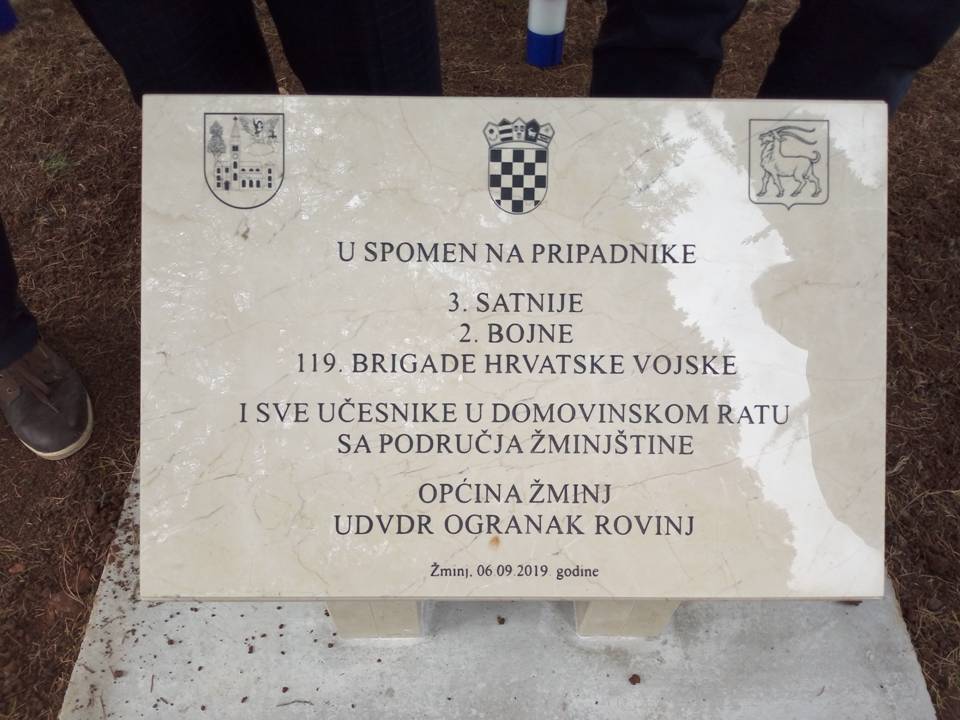 U SPOMEN NA PRIPADNIKE
3. SATNIJE
2. BOJNE
119. BRIGADE HRVATSKE VOJSKE
I SVE UČESNIKE U DOMOVINSKOM RATU
SA PODRUČJA ŽMINJŠTINE
OPĆINA ŽMINJ
UDVDR OGRANAK ROVINJ
Žminj, 06.09.2019. godine